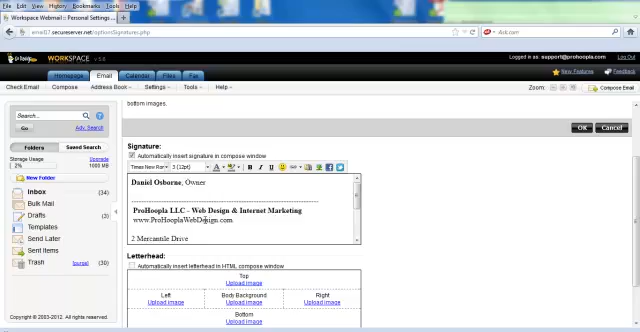 File Edit View History Bookmarks Tools Help
Workspace Webmail :: Personal Settings ...
email17.secureserver.net/optionSignatures.php
Ask.com
Go Daddy WORKSPACE v 5.6
Logged in as: support@prohoopla.com Log Out
Homepage Email Calendar Files Fax
New Features Feedback
Check Email Compose Address Book Settings Tools Help
Zoom: Compose Email
Search...
Go Adv. Search
Folders Saved Search
Storage Usage Upgrade
2% 1000 MB
New Folder
Inbox (34)
Bulk Mail
Drafts (3)
Templates
Send Later
Sent Items
Trash [purge] (30)
Copyright © 2003-2012. All rights reserved.
bottom images.
OK Cancel
Signature:
Automatically insert signature in compose window
Times New Ror 3 (12pt) A B I U
Daniel Osborne, Owner
----------------------------------------------------------------
ProHoopla LLC - Web Design & Internet Marketing
www.ProHooplaWebDesign.com
2 Mercantile Drive
Letterhead:
Automatically insert letterhead in HTML compose window
Top
Upload image
Left Body Background Right
Upload image Upload image Upload image
Bottom
Upload image